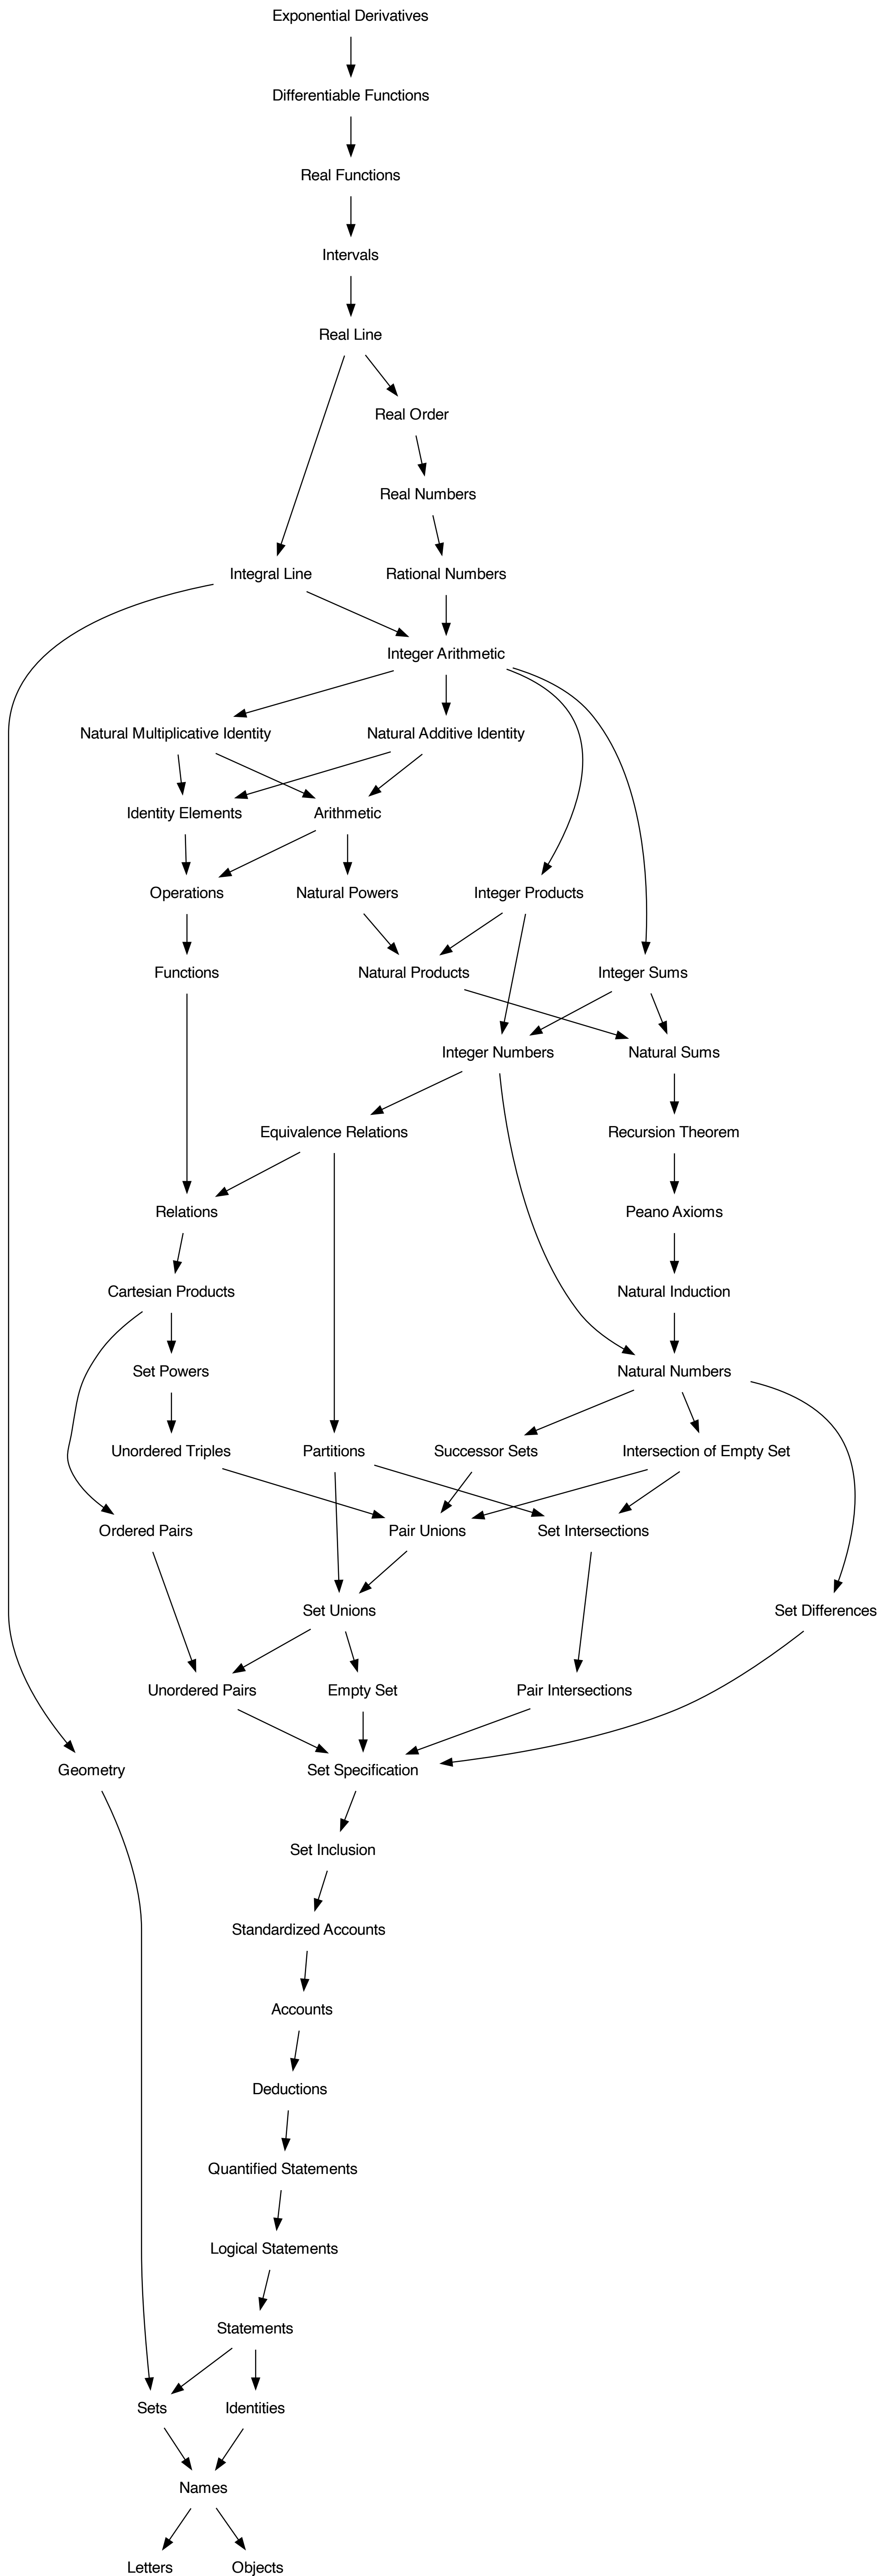 Exponential Derivatives
Differentiable Functions
Real Functions
Intervals
Real Line
Real Order
Real Numbers
Integral Line
Rational Numbers
Integer Arithmetic
Natural Multiplicative Identity
Natural Additive Identity
Identity Elements
Arithmetic
Operations
Natural Powers
Integer Products
Functions
Natural Products
Integer Sums
Integer Numbers
Natural Sums
Equivalence Relations
Recursion Theorem
Relations
Peano Axioms
Cartesian Products
Natural Induction
Set Powers
Natural Numbers
Unordered Triples
Partitions
Successor Sets
Intersection of Empty Set
Ordered Pairs
Pair Unions
Set Intersections
Set Unions
Set Differences
Unordered Pairs
Empty Set
Pair Intersections
Geometry
Set Specification
Set Inclusion
Standardized Accounts
Accounts
Deductions
Quantified Statements
Logical Statements
Statements
Sets
Identities
Names
Letters
Objects